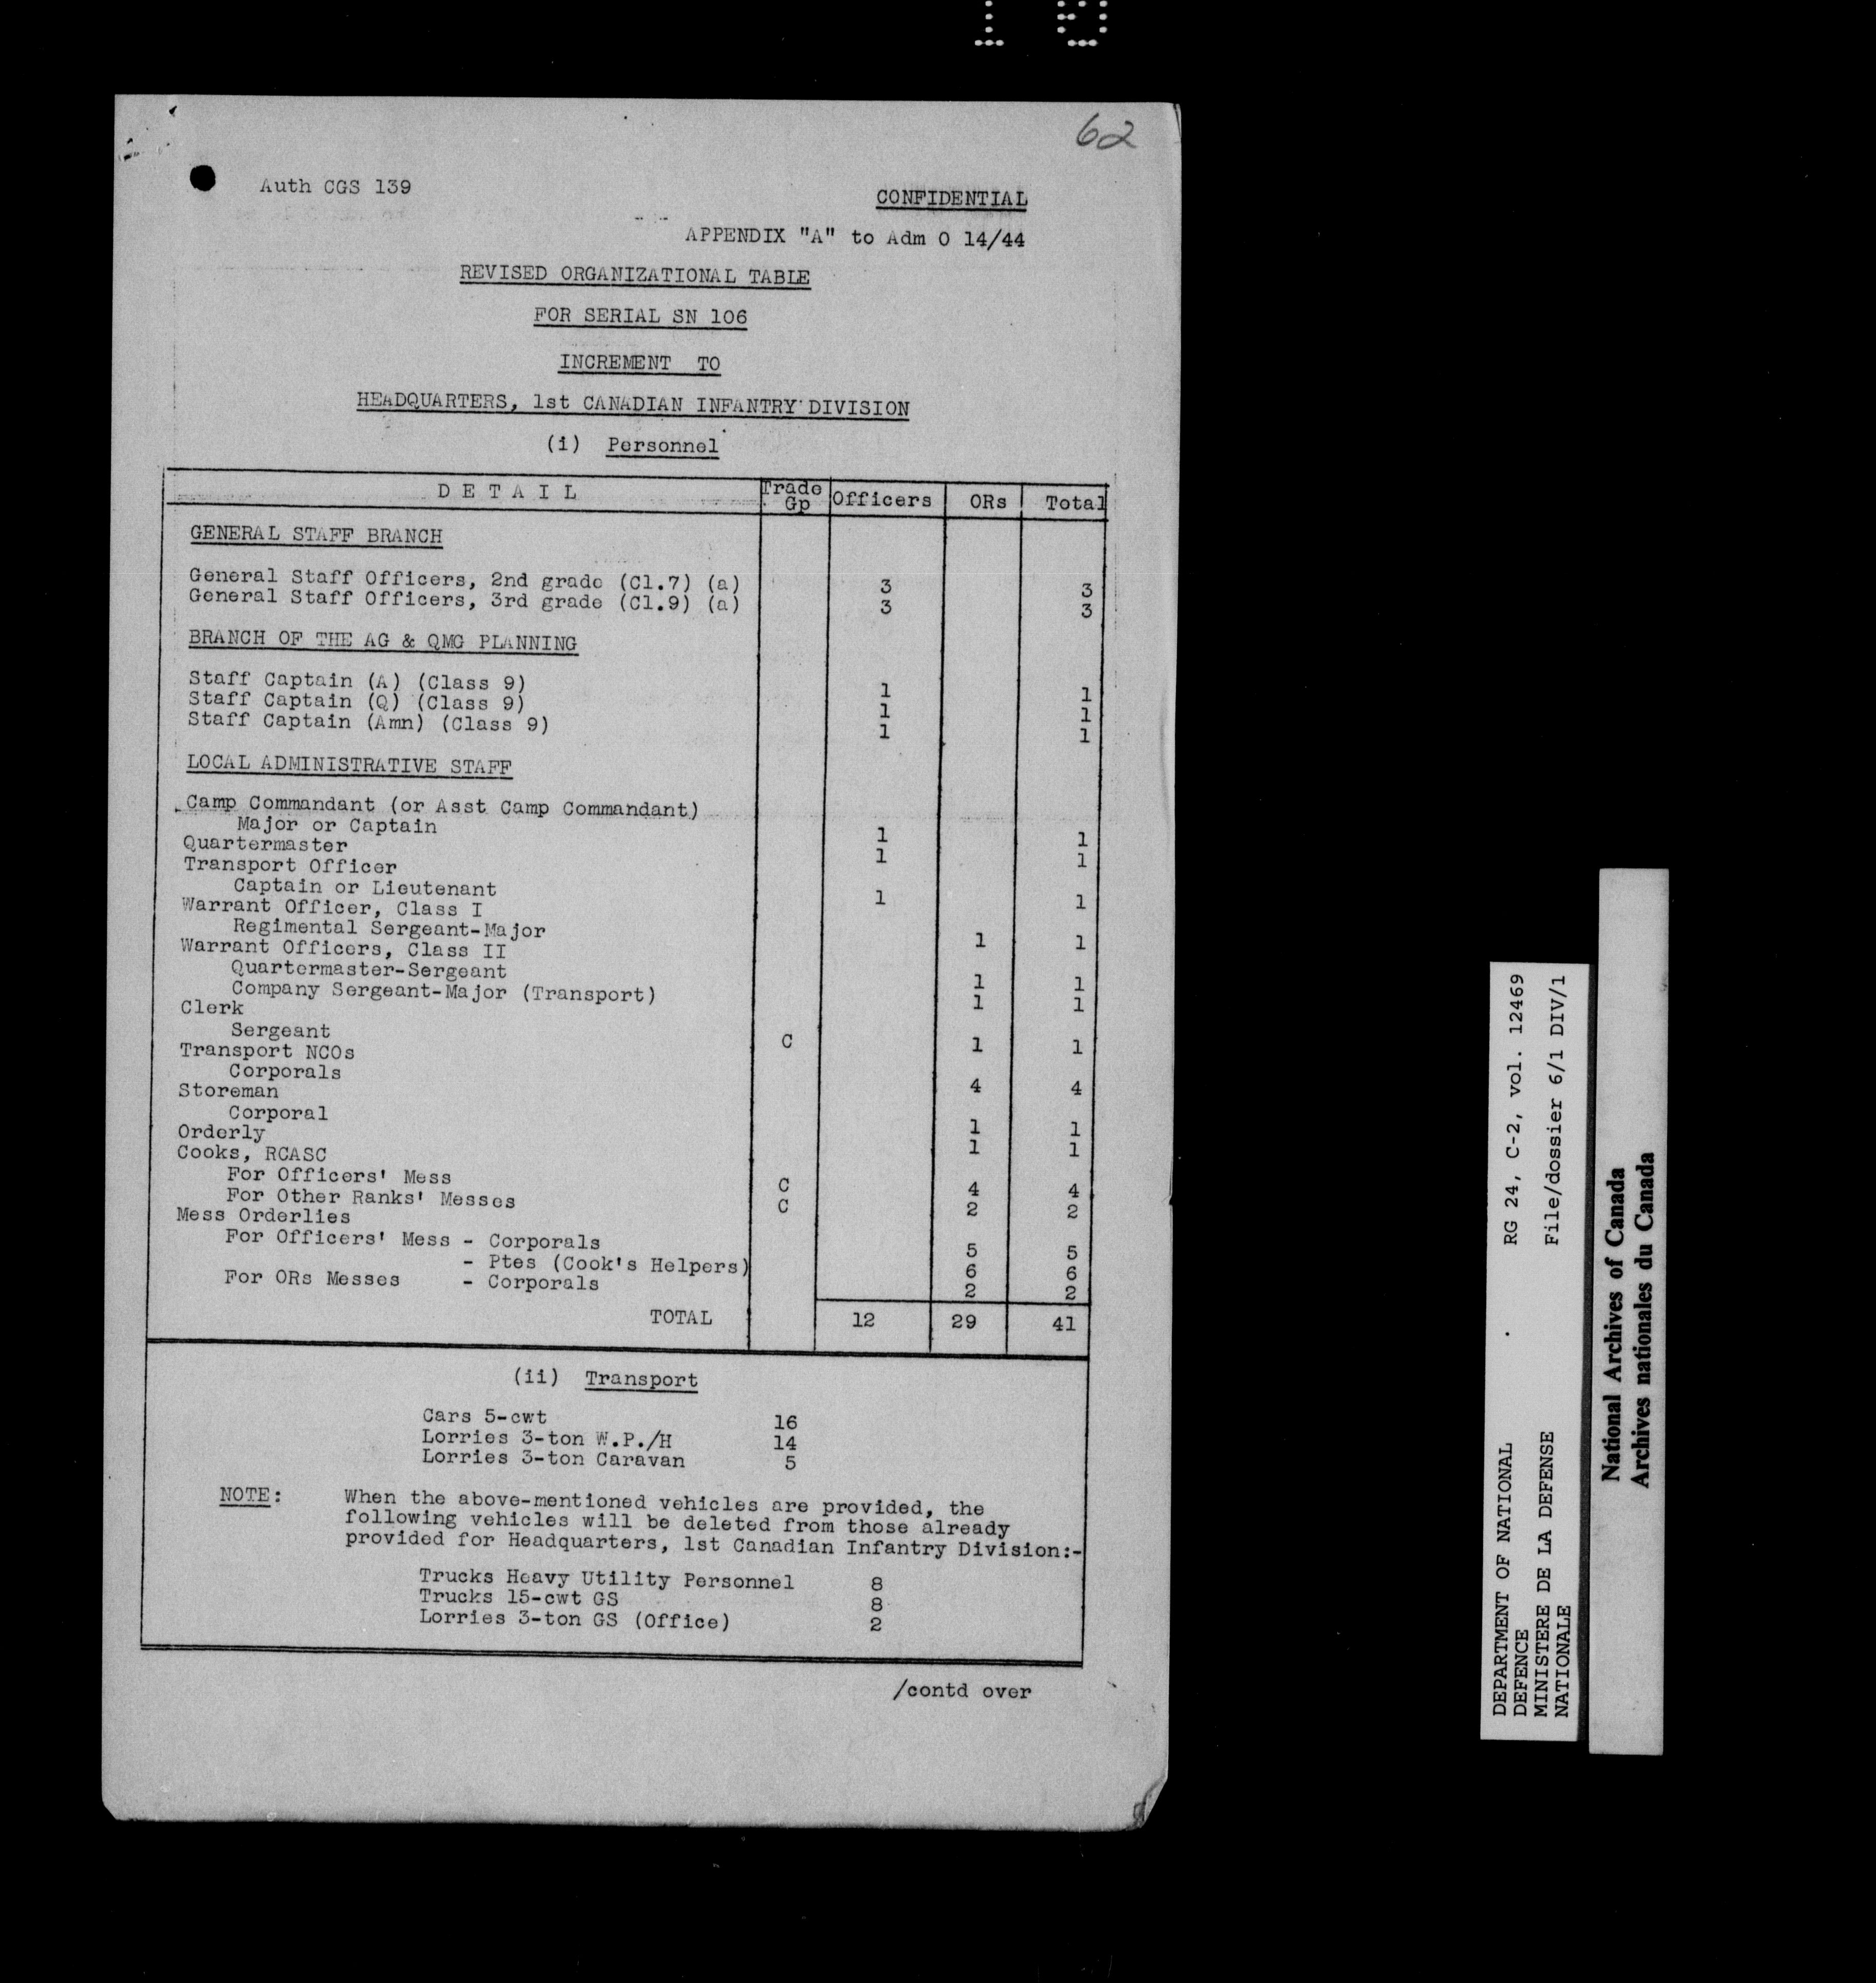 10
62
Auth CGS 139
CONFIDENTIAL
APPENDIX "A" to Adm O 14/44
REVISED ORGANIZATIONAL TABLE
FOR SERIAL SN 106
INCREMENT TO
HEADQUARTERS, 1st CANADIAN INFANTRY DIVISION
(i) Personnel
DETAIL Trade Gp Officers ORs Total
GENERAL STAFF BRANCH
General Staff Officers, 2nd grade (Cl.7) (a) 3 3
General Staff Officers, 3rd grade (Cl.9) (a) 3 3
BRANCH OF THE AG & QMG PLANNING
Staff Captain (A) (Class 9) 1 1
Staff Captain (Q) (Class 9) 1 1
Staff Captain (Amn) (Class 9) 1 1
LOCAL ADMINISTRATIVE STAFF
Camp Commandant (or Asst Camp Commandant)
Major or Captain 1 1
Quartermaster 1 1
Transport Officer
Captain or Lieutenant 1 1
Warrant Officer, Class I
Regimental Sergeant-Major 1 1
Warrant Officers, Class II
Quartermaster-Sergeant 1 1
Company Sergeant-Major (Transport) 1 1
Clerk
Sergeant C 1 1
Transport NCOs
Corporals 4 4
Storeman
Corporal 1 1
Orderly 1 1
Cooks, RCASC
For Officers' Mess C 4 4
For Other Ranks' Messes C 2 2
Mess Orderlies
For Officers' Mess - Corporals 5 5
- Ptes (Cook's Helpers) 6 6
For ORs Messes - Corporals 2 2
TOTAL 12 29 41
(ii) Transport
Cars 5-cwt 16
Lorries 3-ton W.P./H 14
Lorries 3-ton Caravan 5
NOTE: When the above-mentioned vehicles are provided, the
following vehicles will be deleted from those already
provided for Headquarters, 1st Canadian Infantry Division:-
Trucks Heavy Utility Personnel 8
Trucks 15-cwt GS 8
Lorries 3-ton GS (Office) 2
/contd over
DEPARTMENT OF NATIONAL RG 24, C-2, vol. 12469
DEFENCE
MINISTERE DE LA DEFENSE File/dossier 6/1 DIV/1
NATIONALE
National Archives of Canada
Archives nationales du Canada